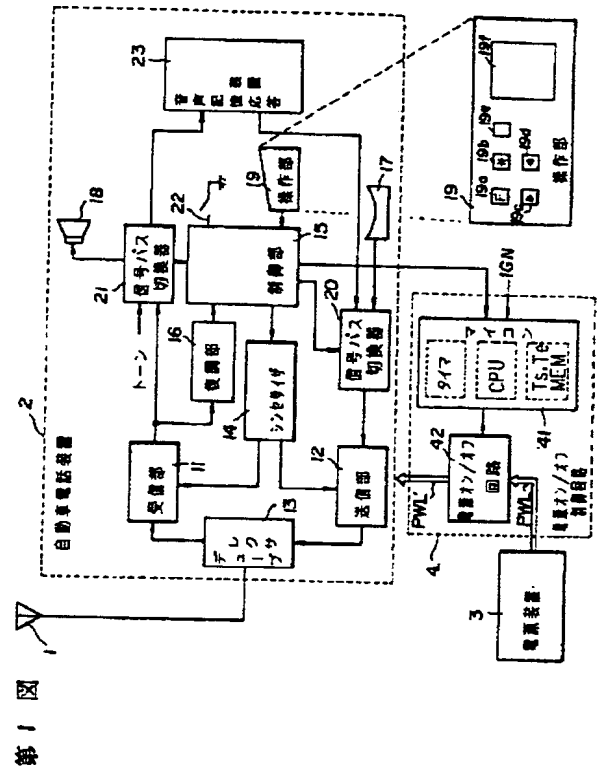 第1図
1
自動車電話装置
2
デュープレクサ
13
受信部
11
送信部
12
シンセサイザ
14
復調部
16
トーン
信号パス
切換器
21
18
制御部
15
22
信号パス
切換器
20
操作部
19
17
音声記憶応答装置
23
19
19a
19b
19c
19d
19e
19f
操作部
電源装置
3
PWL
PWL'
4
電源オン/オフ
回路
42
マイコン
タイマ
CPU
Ts, Te
MEM
41
IGN
電源オン/オフ
制御回路